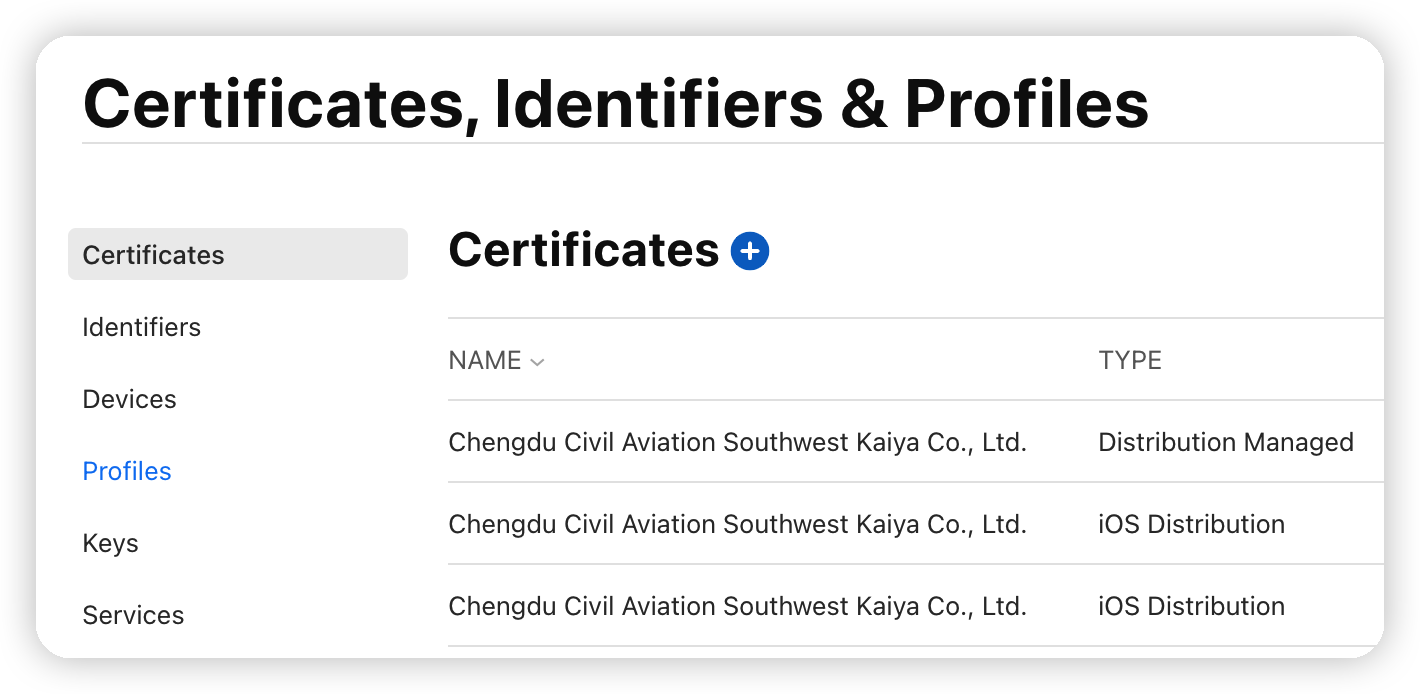 Certificates, Identifiers & Profiles
Certificates
Identifiers
Devices
Profiles
Keys
Services
Certificates
NAME TYPE
Chengdu Civil Aviation Southwest Kaiya Co., Ltd. Distribution Managed
Chengdu Civil Aviation Southwest Kaiya Co., Ltd. iOS Distribution
Chengdu Civil Aviation Southwest Kaiya Co., Ltd. iOS Distribution